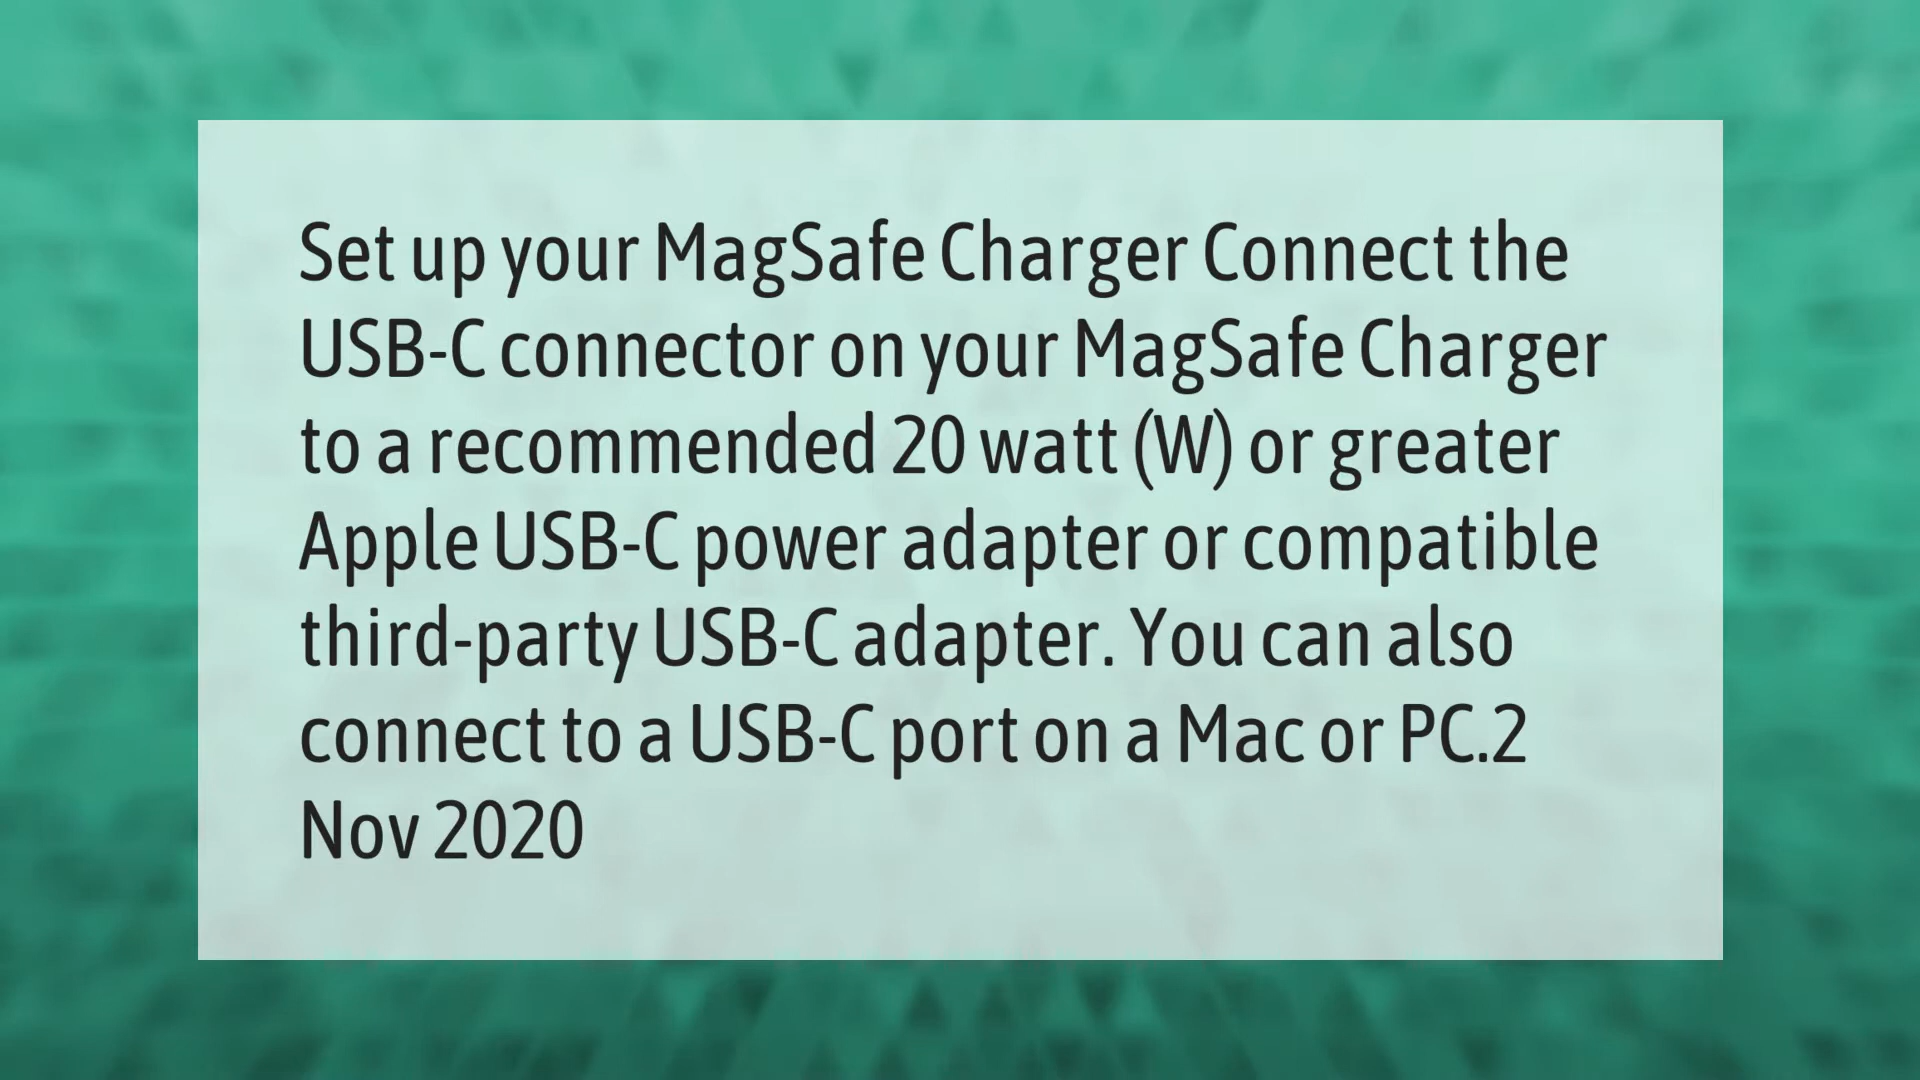 Set up your MagSafe Charger Connect the
USB-C connector on your MagSafe Charger
to a recommended 20 watt (W) or greater
Apple USB-C power adapter or compatible
third-party USB-C adapter. You can also
connect to a USB-C port on a Mac or PC.2
Nov 2020